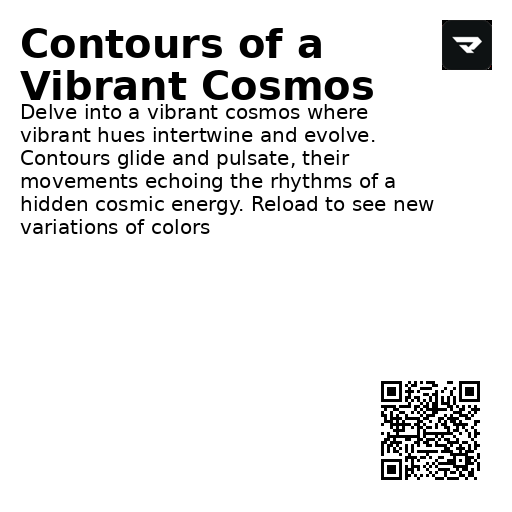 Contours of a
Vibrant Cosmos
Delve into a vibrant cosmos where
vibrant hues intertwine and evolve.
Contours glide and pulsate, their
movements echoing the rhythms of a
hidden cosmic energy. Reload to see new
variations of colors